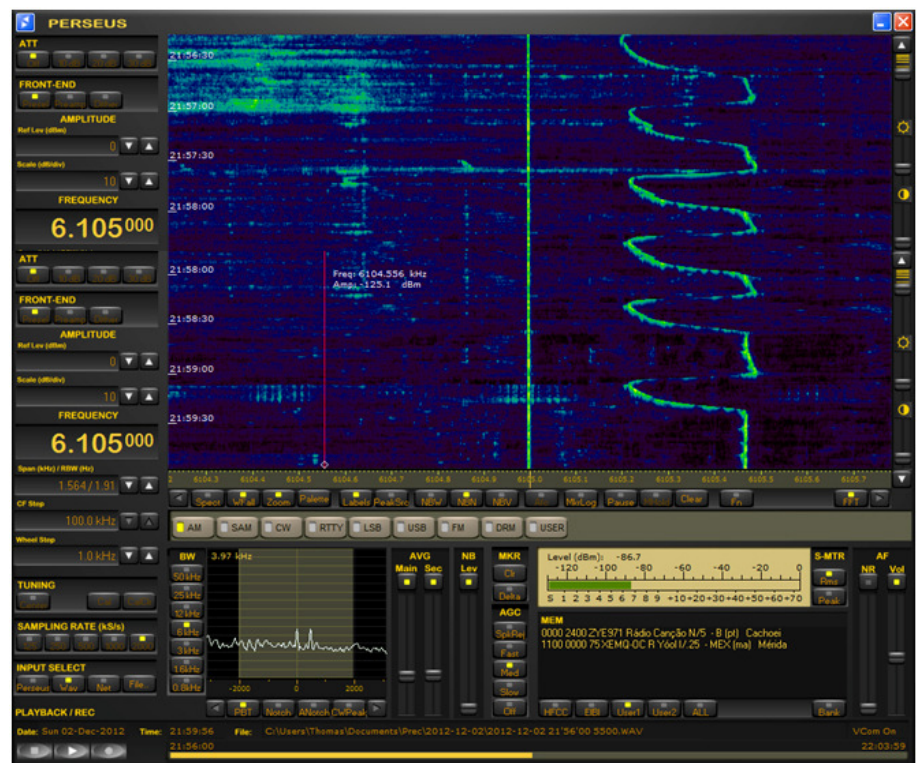 PERSEUS
ATT
FRONT-END
Preamp
AMPLITUDE
Ref Lev (dBm)
0
Scale (dB/div)
10
FREQUENCY
6.105000
ATT
FRONT-END
Preamp
AMPLITUDE
Ref Lev (dBm)
0
Scale (dB/div)
10
FREQUENCY
6.105000
Span (kHz) / RBW (Hz)
1.564/1.91
CF Step
100.0 kHz
Wheel Step
1.0 kHz
TUNING
Center
SAMPLING RATE (kS/s)
INPUT SELECT
Perseus Wav Net File
PLAYBACK / REC
21:56:30
21:57:00
21:57:30
21:58:00
21:58:00
21:58:30
21:59:00
21:59:30
Freq: 6104.556 kHz
Amp: -125.1 dBm
6104.3 6104.4 6104.5 6104.6 6104.7 6104.8 6104.9 6105.0 6105.1 6105.2 6105.3 6105.4 6105.5 6105.6 6105.7
< Specs WFall Zoom Palette Labels PeakSrc NBW NBN NBV MkrLog Pause Clear Fn FFT >
AM SAM CW RTTY LSB USB FM DRM USER
BW
50kHz
25kHz
12kHz
6kHz
3kHz
1.6kHz
0.8kHz
3.97 kHz
-2000 0 2000
< PBT Notch ANotch CWPeak >
AVG
Main Sec
NB
Lev
MKR
Clr
Delta
AGC
SpkRej
Fast
Med
Slow
Off
Level (dBm): -86.7
-120 -100 -80 -60 -40 -20 0
S 1 2 3 4 5 6 7 8 9 +10+20+30+40+50+60+70
S-MTR
Rms
Peak
AF
NR Vol
MEM
0000 2400 ZYE971 Rádio Canção N/5 - B (pt) Cachoei
1100 0000 75 XEMQ-OC R Yóol I/.25 - MEX (ma) Mérida
HFCC EIBI User1 User2 ALL Bank
Date: Sun 02-Dec-2012 Time: 21:59:56 File: C:\Users\Thomas\Documents\Prec\2012-12-02\2012-12-02 21'56'00 5500.WAV VCom On
21:56:00 22:03:59